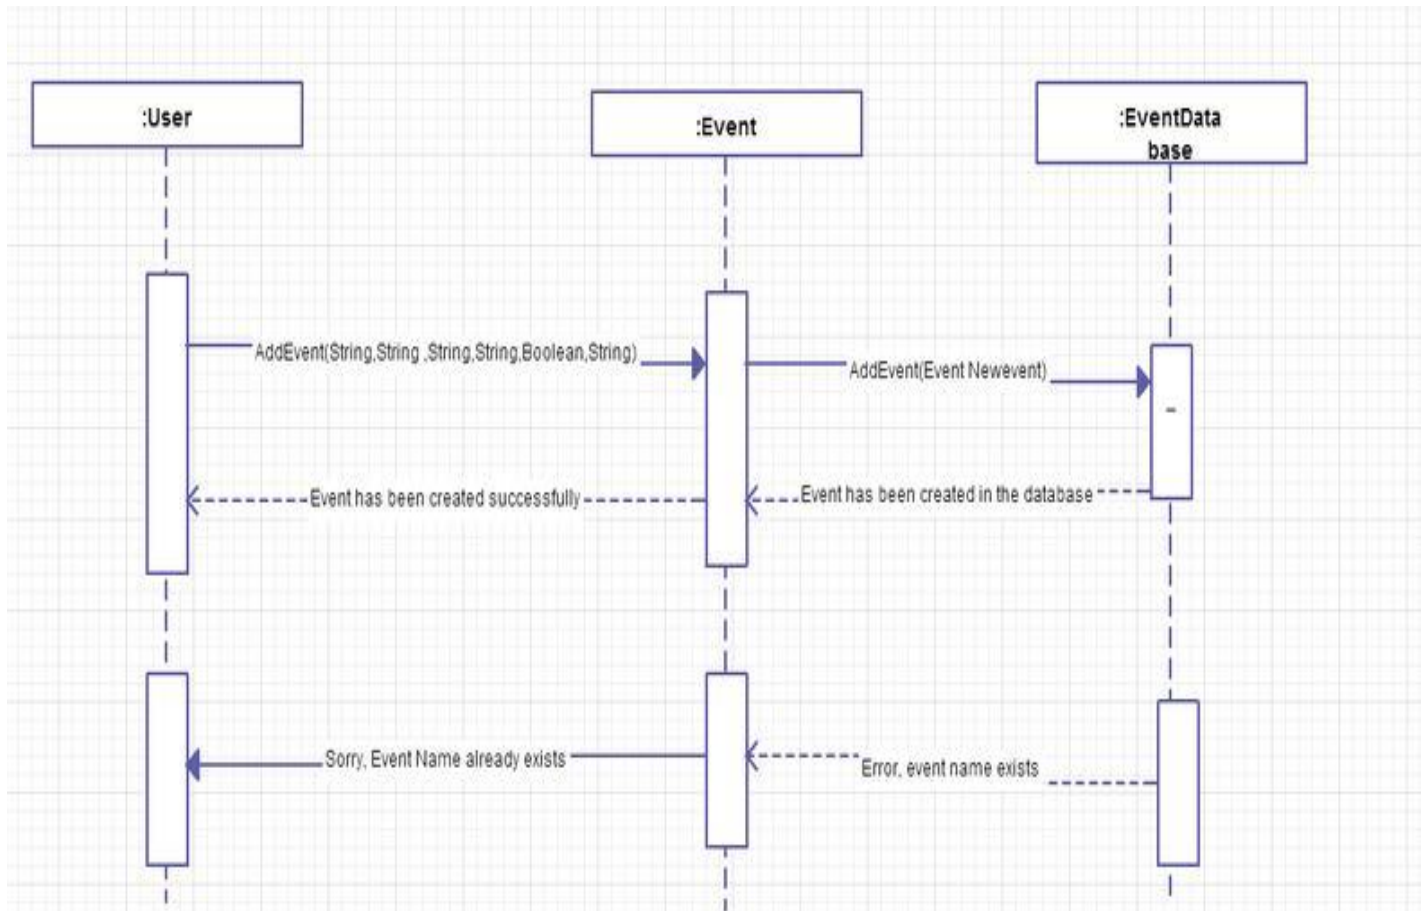 :User
:Event
:EventData
base
AddEvent(String,String ,String,String,Boolean,String)
AddEvent(Event Newevent)
Event has been created successfully
Event has been created in the database
Sorry, Event Name already exists
Error, event name exists